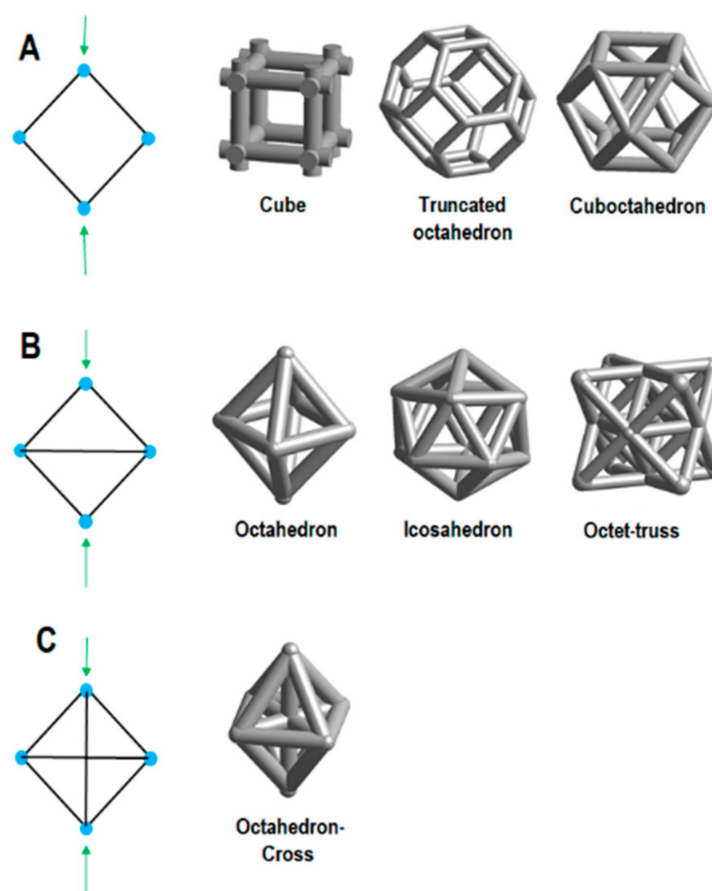 A
Cube
Truncated
octahedron
Cuboctahedron
B
Octahedron
Icosahedron
Octet-truss
C
Octahedron-
Cross